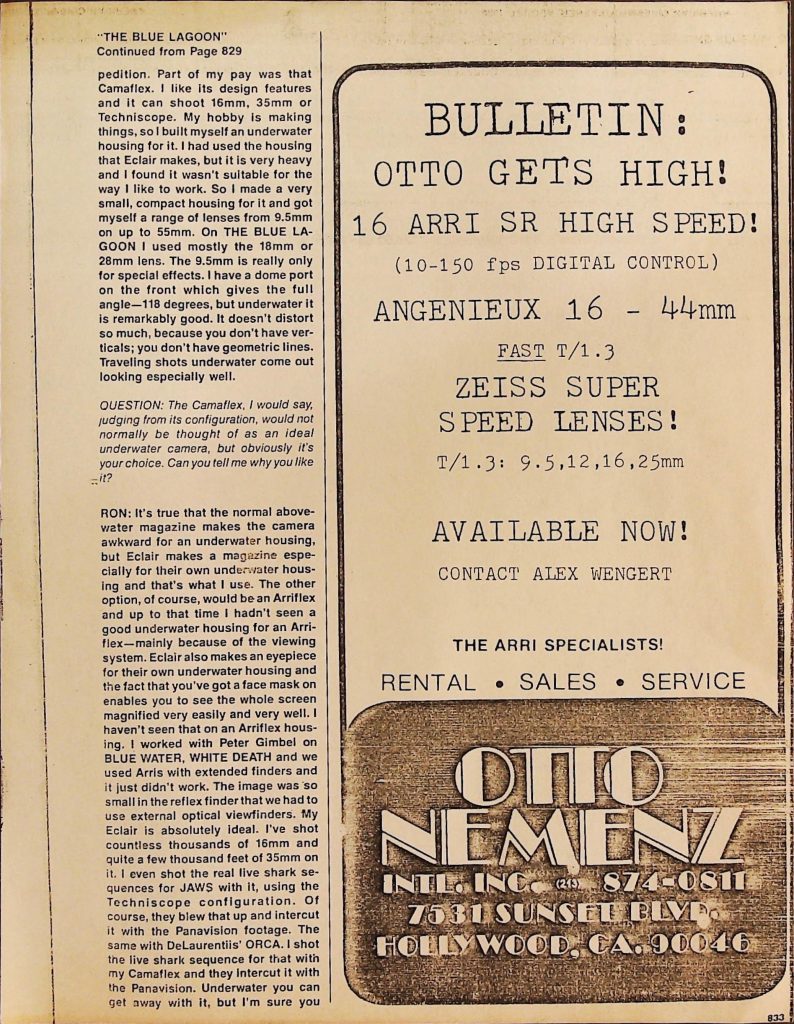 "THE BLUE LAGOON"
Continued from Page 829
pedition. Part of my pay was that
Camaflex. I like its design features
and it can shoot 16mm, 35mm or
Techniscope. My hobby is making
things, so I built myself an underwater
housing for it. I had used the housing
that Eclair makes, but it is very heavy
and I found it wasn't suitable for the
way I like to work. So I made a very
small, compact housing for it and got
myself a range of lenses from 9.5mm
on up to 55mm. On THE BLUE LA-
GOON I used mostly the 18mm or
28mm lens. The 9.5mm is really only
for special effects. I have a dome port
on the front which gives the full
angle—118 degrees, but underwater it
is remarkably good. It doesn't distort
so much, because you don't have ver-
ticals; you don't have geometric lines.
Traveling shots underwater come out
looking especially well.
QUESTION: The Camaflex, I would say,
judging from its configuration, would not
normally be thought of as an ideal
underwater camera, but obviously it's
your choice. Can you tell me why you like
it?
RON: It's true that the normal above-
water magazine makes the camera
awkward for an underwater housing,
but Eclair makes a magazine espe-
cially for their own underwater hous-
ing and that's what I use. The other
option, of course, would be an Arriflex
and up to that time I hadn't seen a
good underwater housing for an Arri-
flex—mainly because of the viewing
system. Eclair also makes an eyepiece
for their own underwater housing and
the fact that you've got a face mask on
enables you to see the whole screen
magnified very easily and very well. I
haven't seen that on an Arriflex hous-
ing. I worked with Peter Gimbel on
BLUE WATER, WHITE DEATH and we
used Arris with extended finders and
it just didn't work. The image was so
small in the reflex finder that we had to
use external optical viewfinders. My
Eclair is absolutely ideal. I've shot
countless thousands of 16mm and
quite a few thousand feet of 35mm on
it. I even shot the real live shark se-
quences for JAWS with it, using the
Techniscope configuration. Of
course, they blew that up and intercut
it with the Panavision footage. The
same with DeLaurentiis' ORCA. I shot
the live shark sequence for that with
my Camaflex and they intercut it with
the Panavision. Underwater you can
get away with it, but I'm sure you
BULLETIN:
OTTO GETS HIGH!
16 ARRI SR HIGH SPEED!
(10-150 fps DIGITAL CONTROL)
ANGENIEUX 16 - 44mm
FAST T/1.3
ZEISS SUPER
SPEED LENSES!
T/1.3: 9.5,12,16,25mm
AVAILABLE NOW!
CONTACT ALEX WENGERT
THE ARRI SPECIALISTS!
RENTAL • SALES • SERVICE
OTTO
NEMENZ
INTL. INC. (213) 874-0811
7531 SUNSET BLVD.
HOLLYWOOD, CA. 90046
833